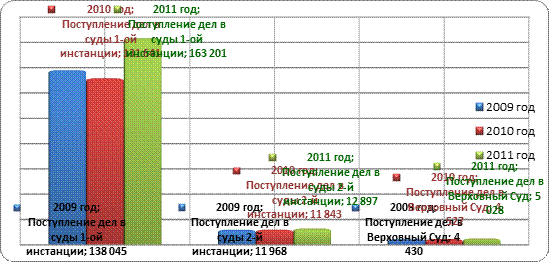 2010 год;
Поступление дел в
суды 1-ой
инстанции;
2011 год;
Поступление дел в
суды 1-ой
инстанции; 163 201
2009 год
2010 год
2011 год
2011 год;
Поступление дел в
суды 2-й
инстанции; 12 897
Поступление дел в
суды 2-й
инстанции; 11 843
2011 год;
Поступление дел в
Верховный Суд; 5
028
2010 год;
Поступление дел в
Верховный Суд; 4
2009 год;
Поступление дел в
суды 1-ой
инстанции; 138 045
2009 год;
Поступление дел в
суды 2-й
инстанции; 11 968
2009 год;
Поступление дел в
Верховный Суд; 4
430